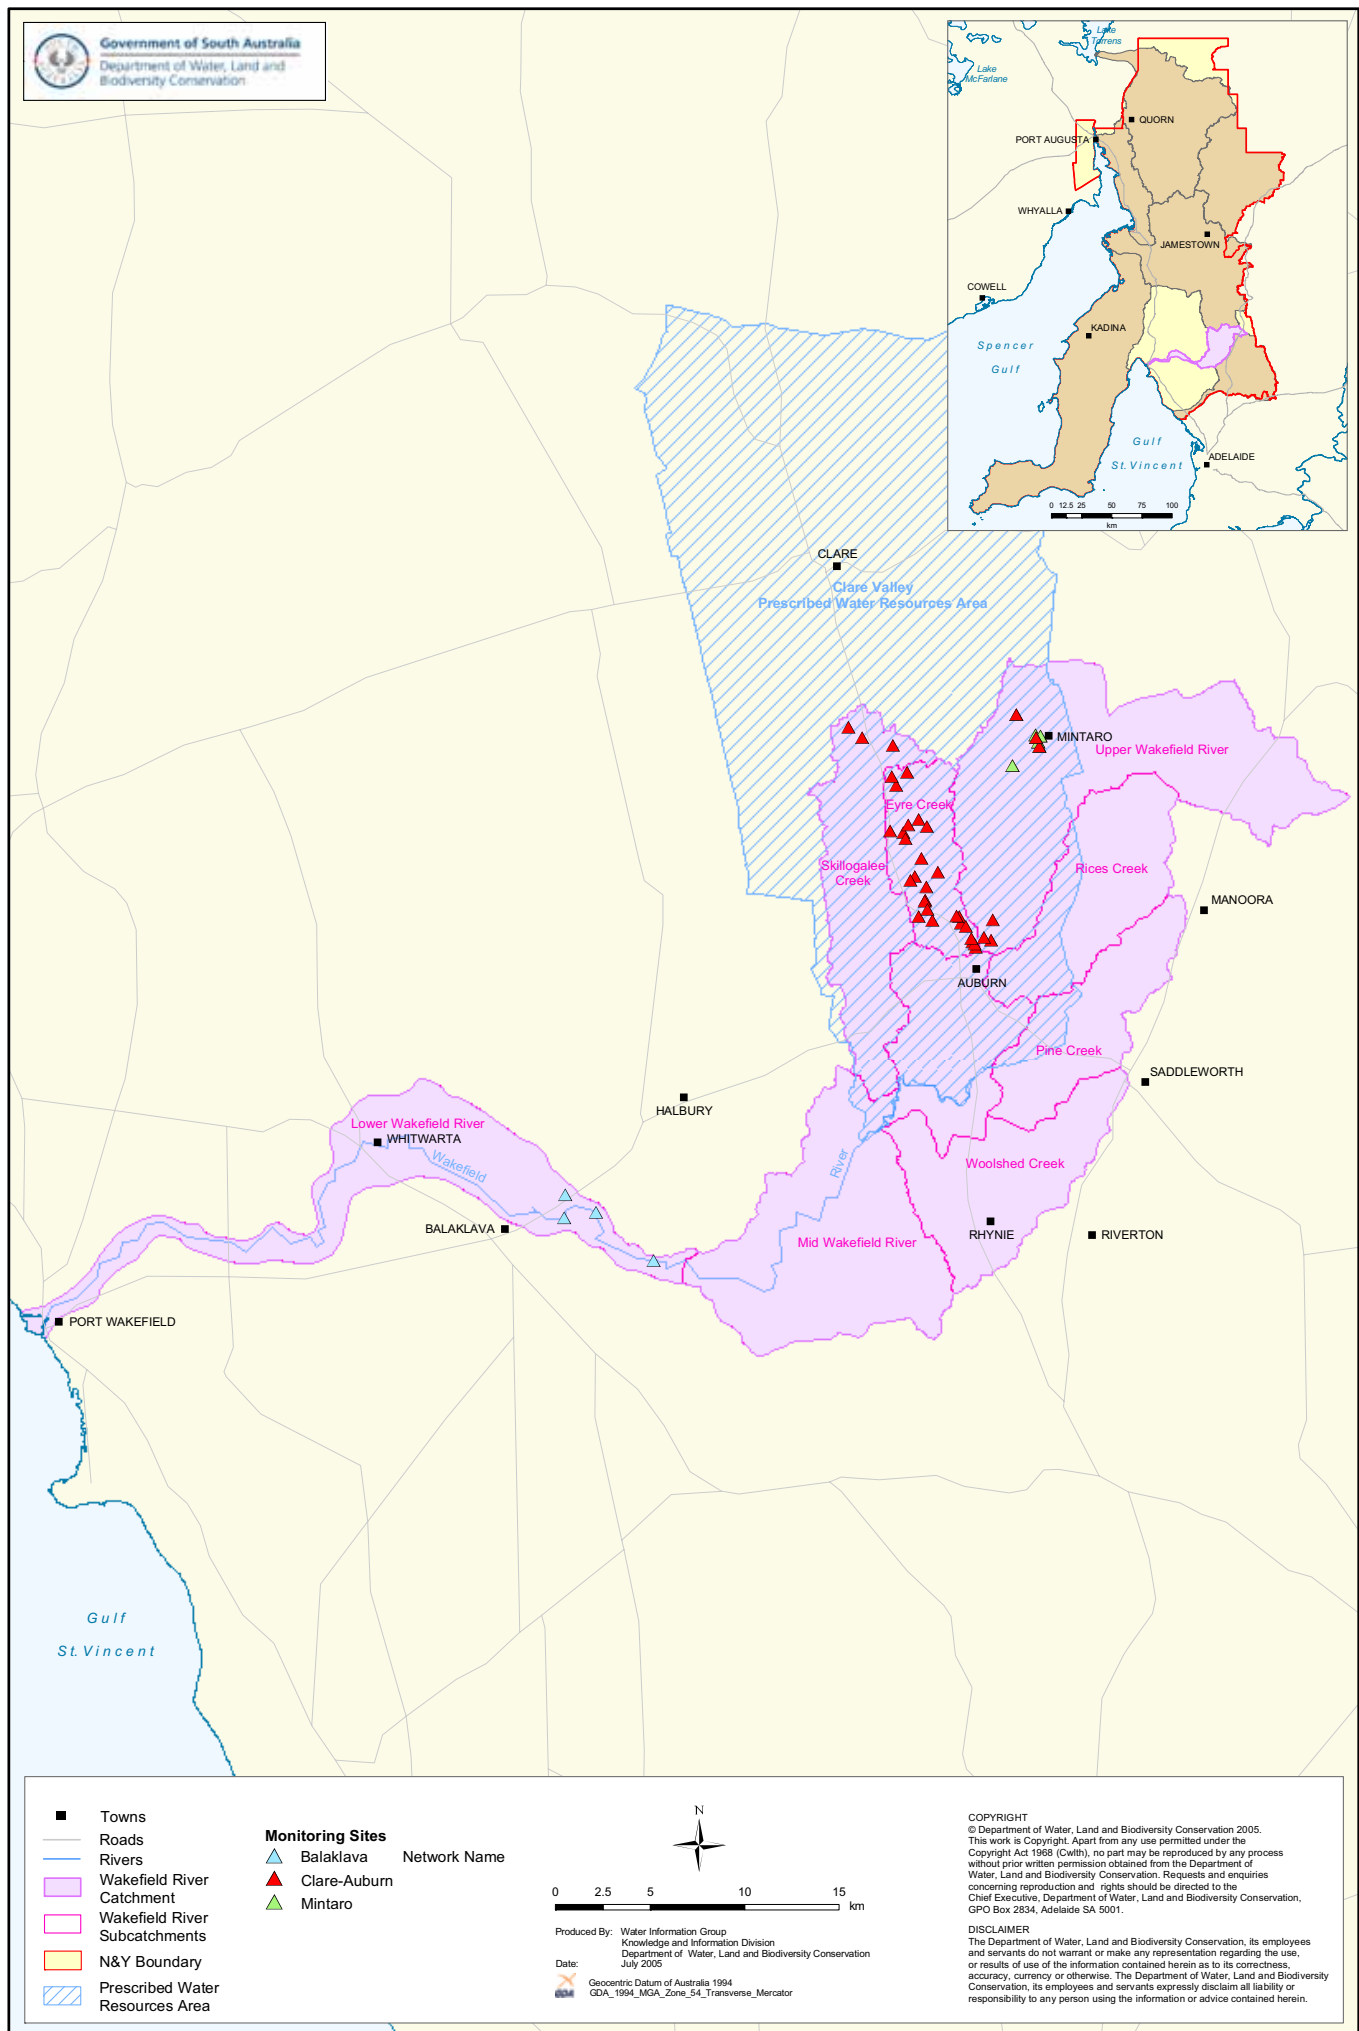 Government of South Australia
Department of Water, Land and
Biodiversity Conservation
Lake
Torrens
Lake
McFarlane
QUORN
PORT AUGUSTA
WHYALLA
JAMESTOWN
COWELL
KADINA
Spencer
Gulf
Gulf
St. Vincent
ADELAIDE
0 12.5 25 50 75 100
km
CLARE
Clare Valley
Prescribed Water Resources Area
MINTARO
Upper Wakefield River
Eyre Creek
Skillogalee
Creek
Rices Creek
MANOORA
AUBURN
Pine Creek
SADDLEWORTH
HALBURY
Lower Wakefield River
WHITWARTA
Wakefield
River
Woolshed Creek
BALAKLAVA
Mid Wakefield River
RHYNIE
RIVERTON
PORT WAKEFIELD
Gulf
St. Vincent
Towns
Roads
Rivers
Wakefield River
Catchment
Wakefield River
Subcatchments
N&Y Boundary
Prescribed Water
Resources Area
Monitoring Sites
Balaklava Network Name
Clare-Auburn
Mintaro
N
0 2.5 5 10 15
km
Produced By: Water Information Group
Knowledge and Information Division
Department of Water, Land and Biodiversity Conservation
Date: July 2005
GDA
Geocentric Datum of Australia 1994
GDA_1994_MGA_Zone_54_Transverse_Mercator
COPYRIGHT
© Department of Water, Land and Biodiversity Conservation 2005.
This work is Copyright. Apart from any use permitted under the
Copyright Act 1968 (Cwlth), no part may be reproduced by any process
without prior written permission obtained from the Department of
Water, Land and Biodiversity Conservation. Requests and enquiries
concerning reproduction and rights should be directed to the
Chief Executive, Department of Water, Land and Biodiversity Conservation,
GPO Box 2834, Adelaide SA 5001.
DISCLAIMER
The Department of Water, Land and Biodiversity Conservation, its employees
and servants do not warrant or make any representation regarding the use,
or results of use of the information contained herein as to its correctness,
accuracy, currency or otherwise. The Department of Water, Land and Biodiversity
Conservation, its employees and servants expressly disclaim all liability or
responsibility to any person using the information or advice contained herein.